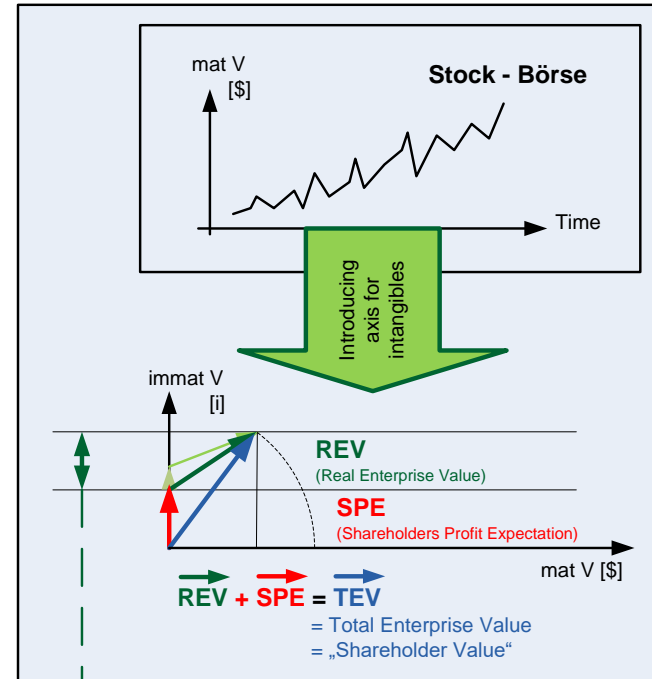 mat V
[$]
Stock - Börse
Time
Introducing
axis for
intangibles
immat V
[i]
REV
(Real Enterprise Value)
SPE
(Shareholders Profit Expectation)
mat V [$]
REV + SPE = TEV
= Total Enterprise Value
= „Shareholder Value“